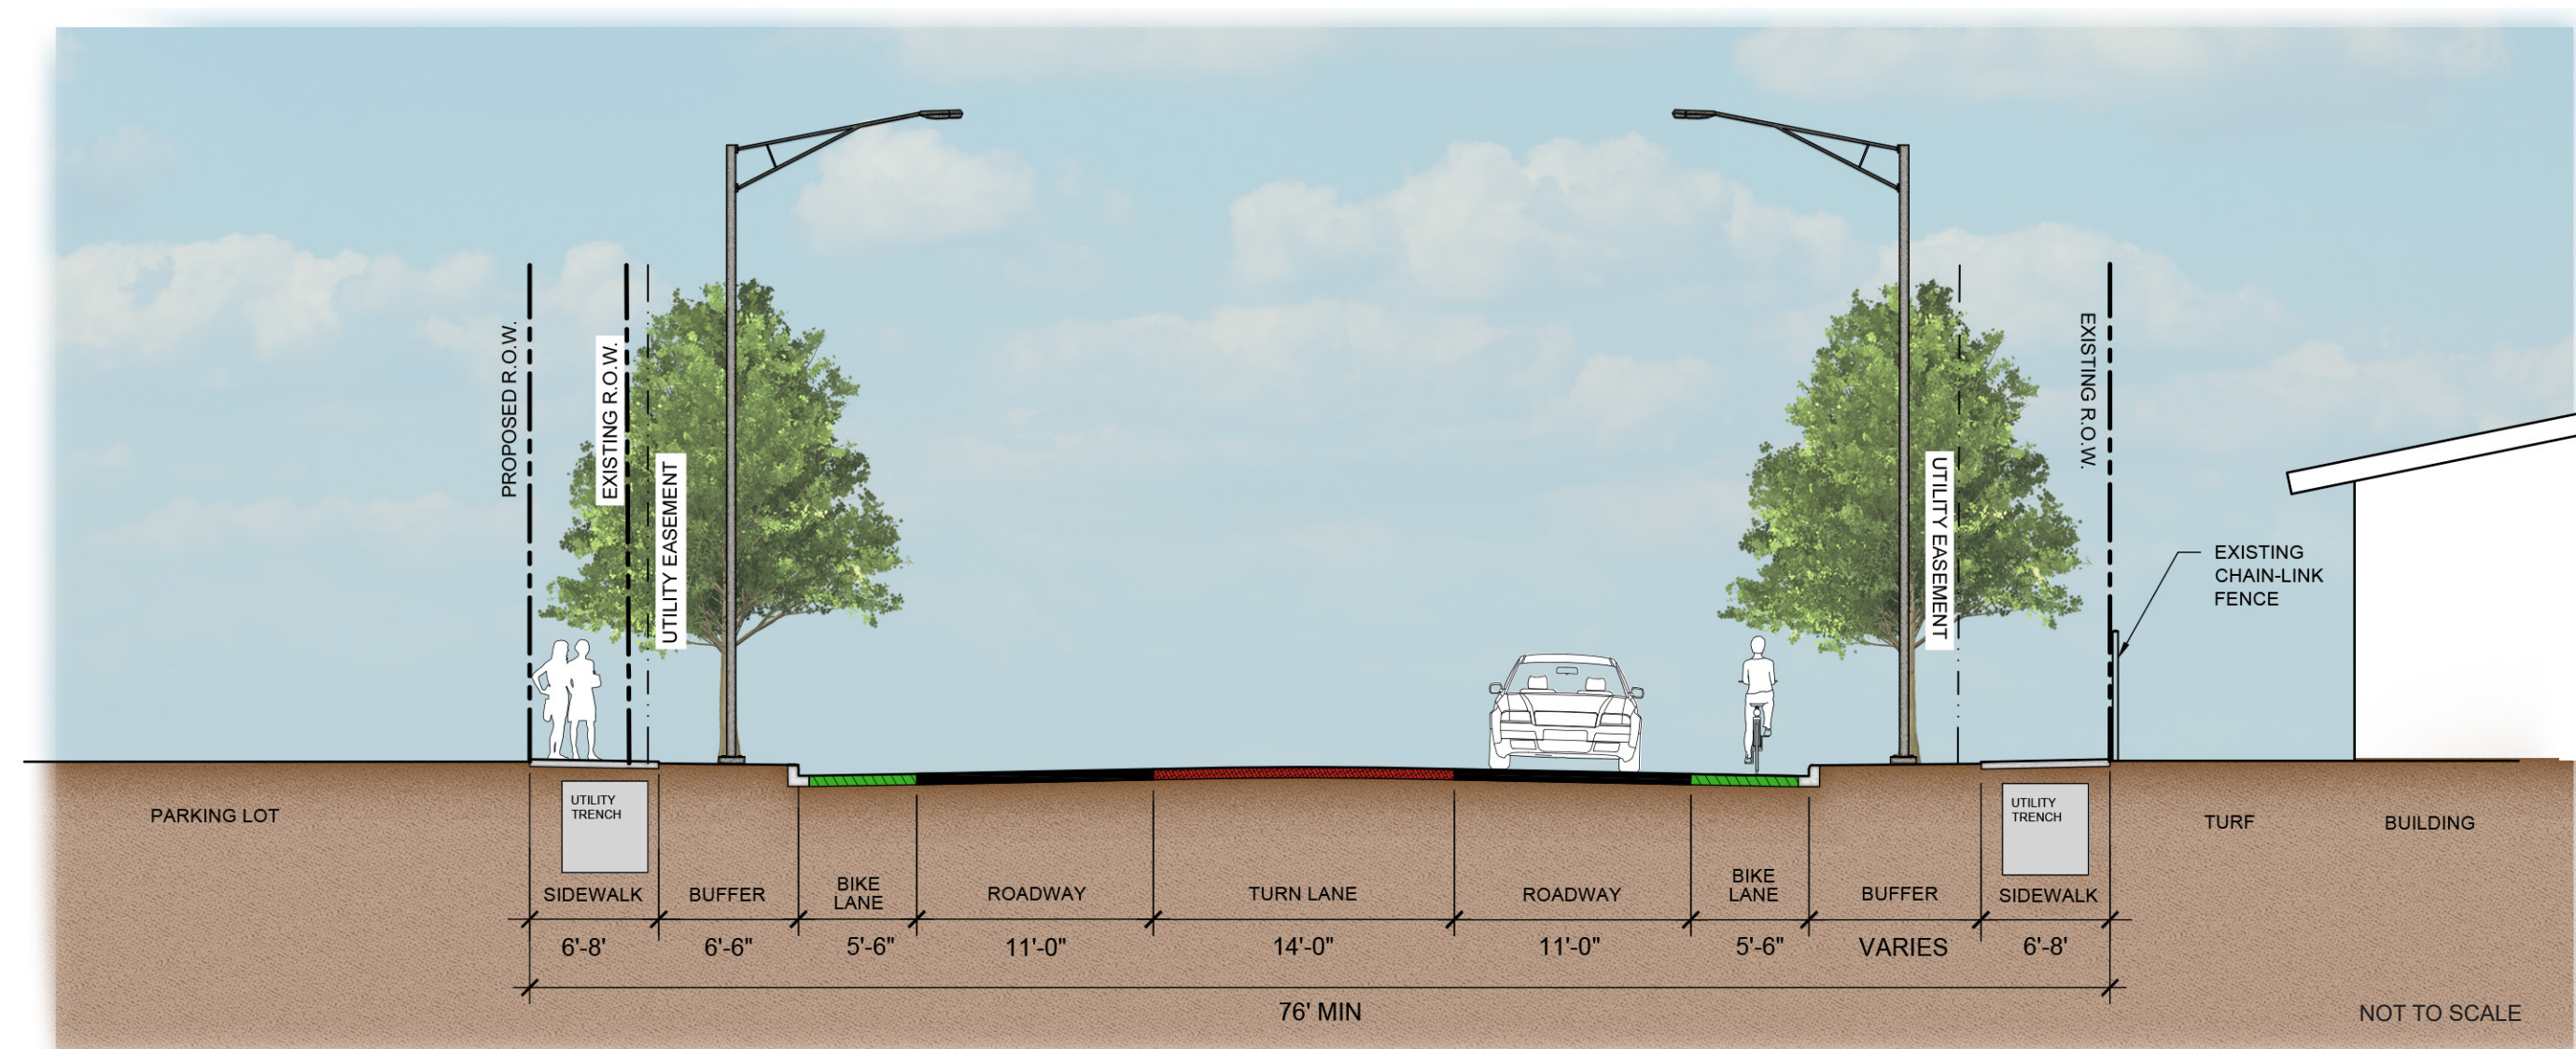 PROPOSED R.O.W.
EXISTING R.O.W.
UTILITY EASEMENT
UTILITY EASEMENT
EXISTING R.O.W.
EXISTING
CHAIN-LINK
FENCE
PARKING LOT
UTILITY
TRENCH
UTILITY
TRENCH
TURF
BUILDING
SIDEWALK
BUFFER
BIKE
LANE
ROADWAY
TURN LANE
ROADWAY
BIKE
LANE
BUFFER
SIDEWALK
6'-8'
6'-6"
5'-6"
11'-0"
14'-0"
11'-0"
5'-6"
VARIES
6'-8'
76' MIN
NOT TO SCALE